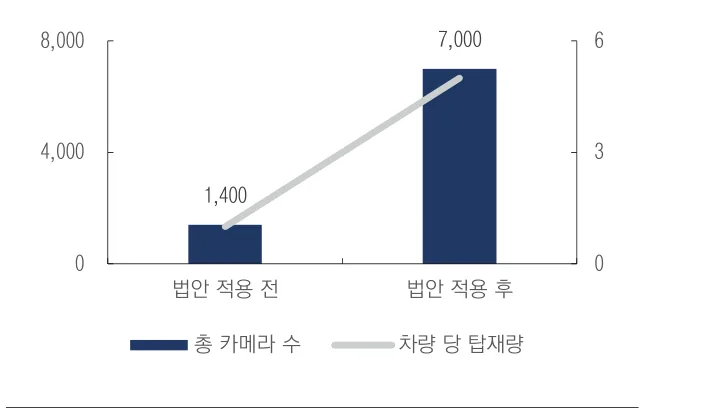 8,000
7,000
6
4,000
3
1,400
0
0
법안 적용 전
법안 적용 후
총 카메라 수
차량 당 탑재량